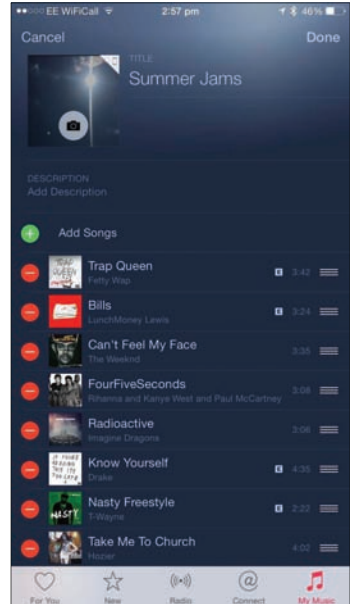 EE WiFiCall 2:57 pm 46%
Cancel Done
TITLE
Summer Jams
DESCRIPTION
Add Description
Add Songs
Trap Queen
Fetty Wap
E 3:42
Bills
LunchMoney Lewis
E 3:24
Can't Feel My Face
The Weeknd
3:35
FourFiveSeconds
Rihanna and Kanye West and Paul McCartney
3:08
Radioactive
Imagine Dragons
3:06
Know Yourself
Drake
E 4:35
Nasty Freestyle
T-Wayne
E 2:22
NASTY
Take Me To Church
Hozier
4:02
For You New Radio Connect My Music